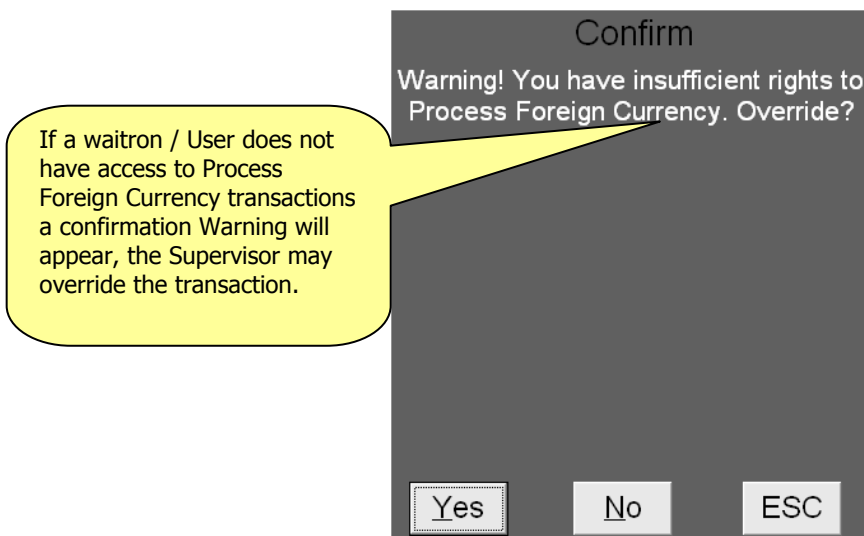 Confirm
Warning! You have insufficient rights to
Process Foreign Currency. Override?
If a waitron / User does not
have access to Process
Foreign Currency transactions
a confirmation Warning will
appear, the Supervisor may
override the transaction.
Yes
No
ESC